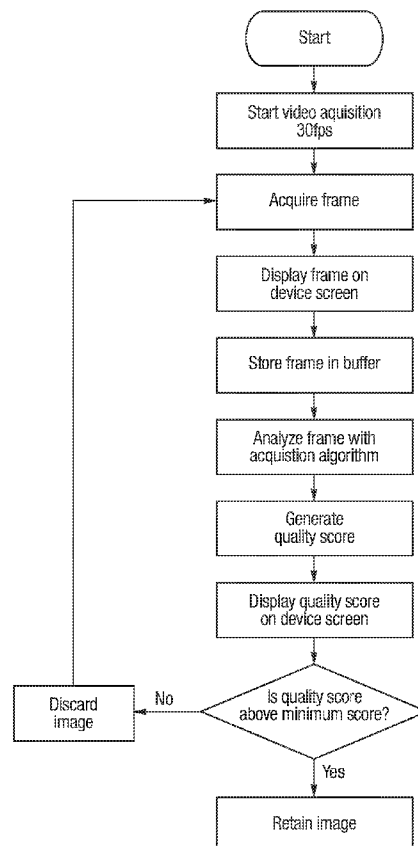 Start
Start video aquisition
30fps
Acquire frame
Display frame on
device screen
Store frame in buffer
Analyze frame with
acquistion algorithm
Generate
quality score
Display quality score
on device screen
Is quality score
above minimum score?
No
Discard
image
Yes
Retain image